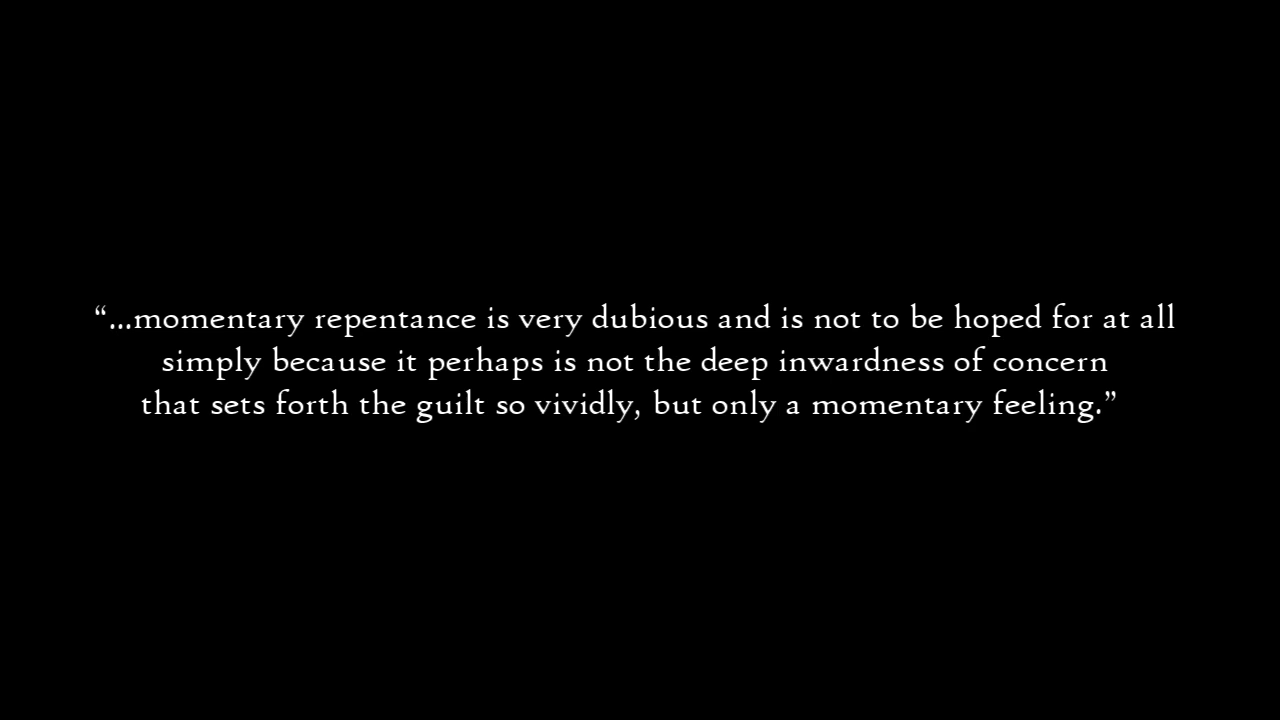 “...momentary repentance is very dubious and is not to be hoped for at all
simply because it perhaps is not the deep inwardness of concern
that sets forth the guilt so vividly, but only a momentary feeling.”